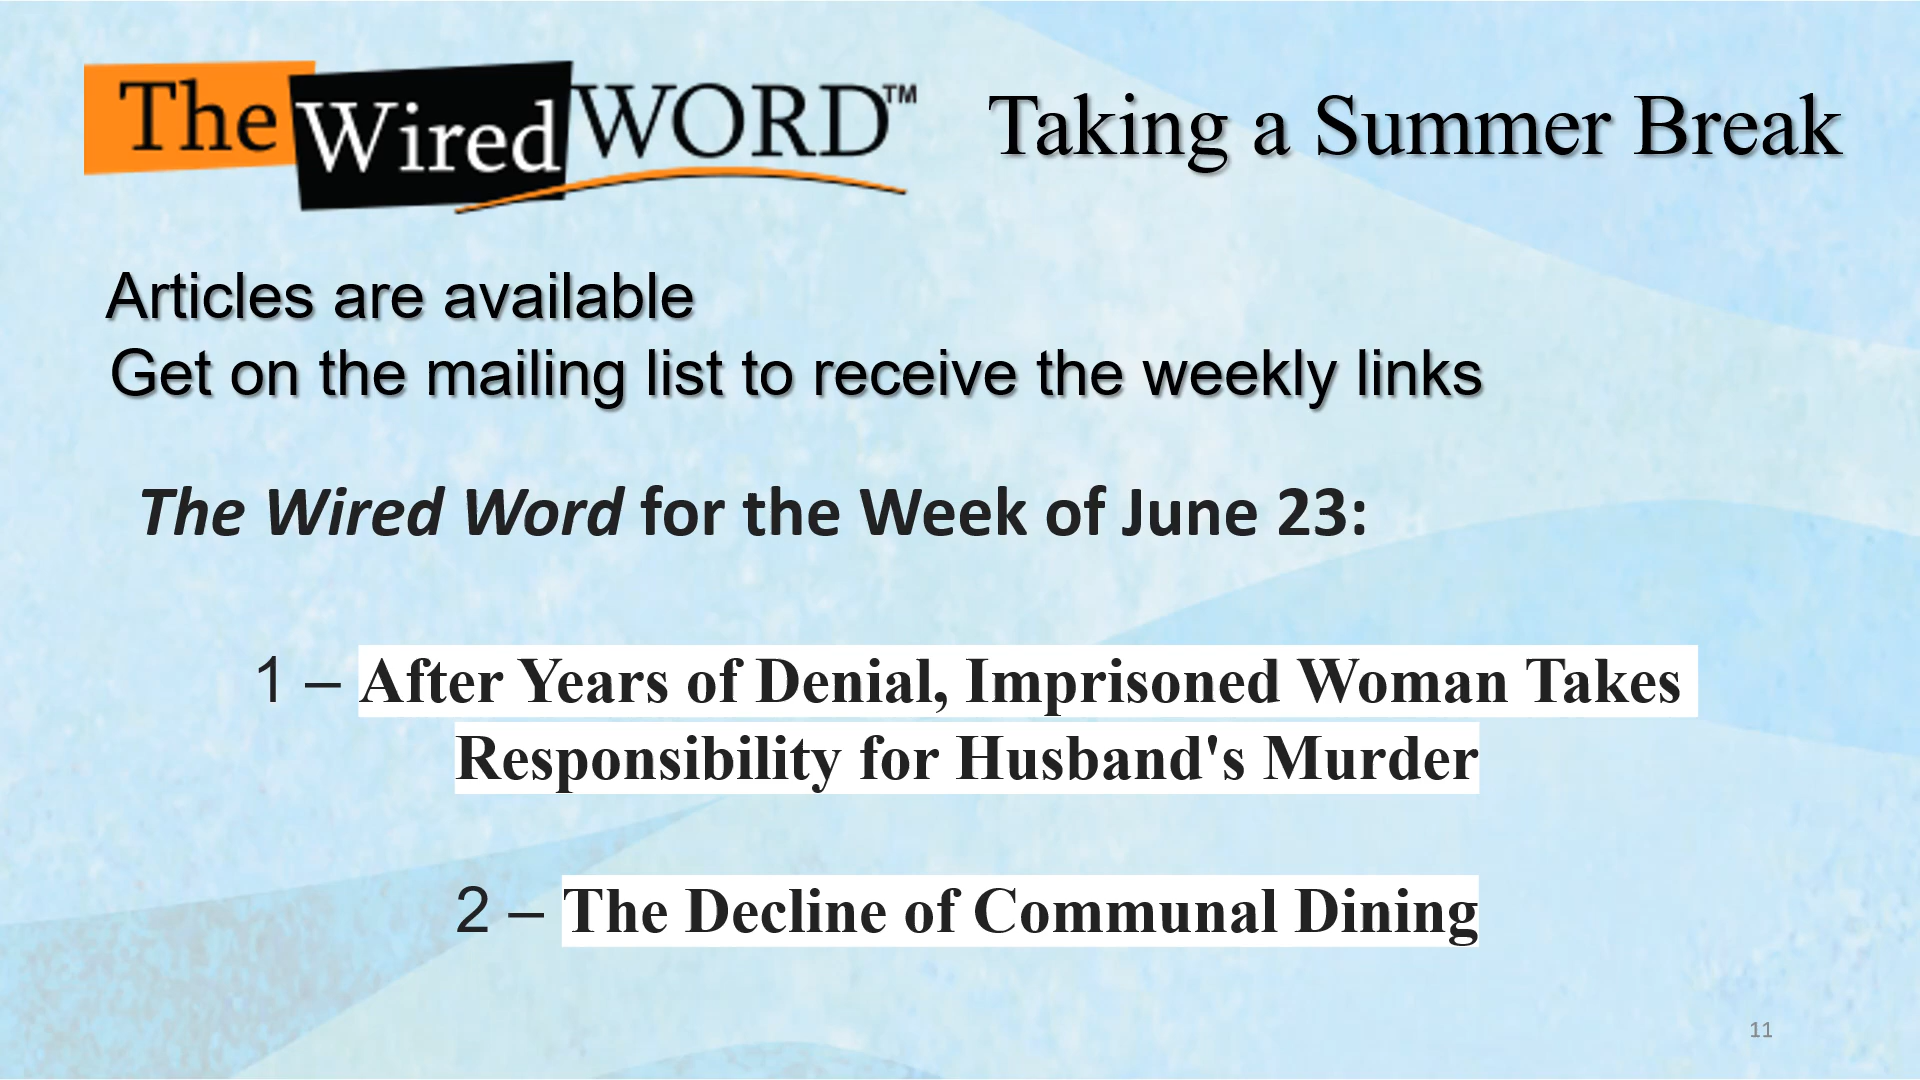 The Wired WORD™ Taking a Summer Break
Articles are available
Get on the mailing list to receive the weekly links
The Wired Word for the Week of June 23:
1 – After Years of Denial, Imprisoned Woman Takes
Responsibility for Husband's Murder
2 – The Decline of Communal Dining
11